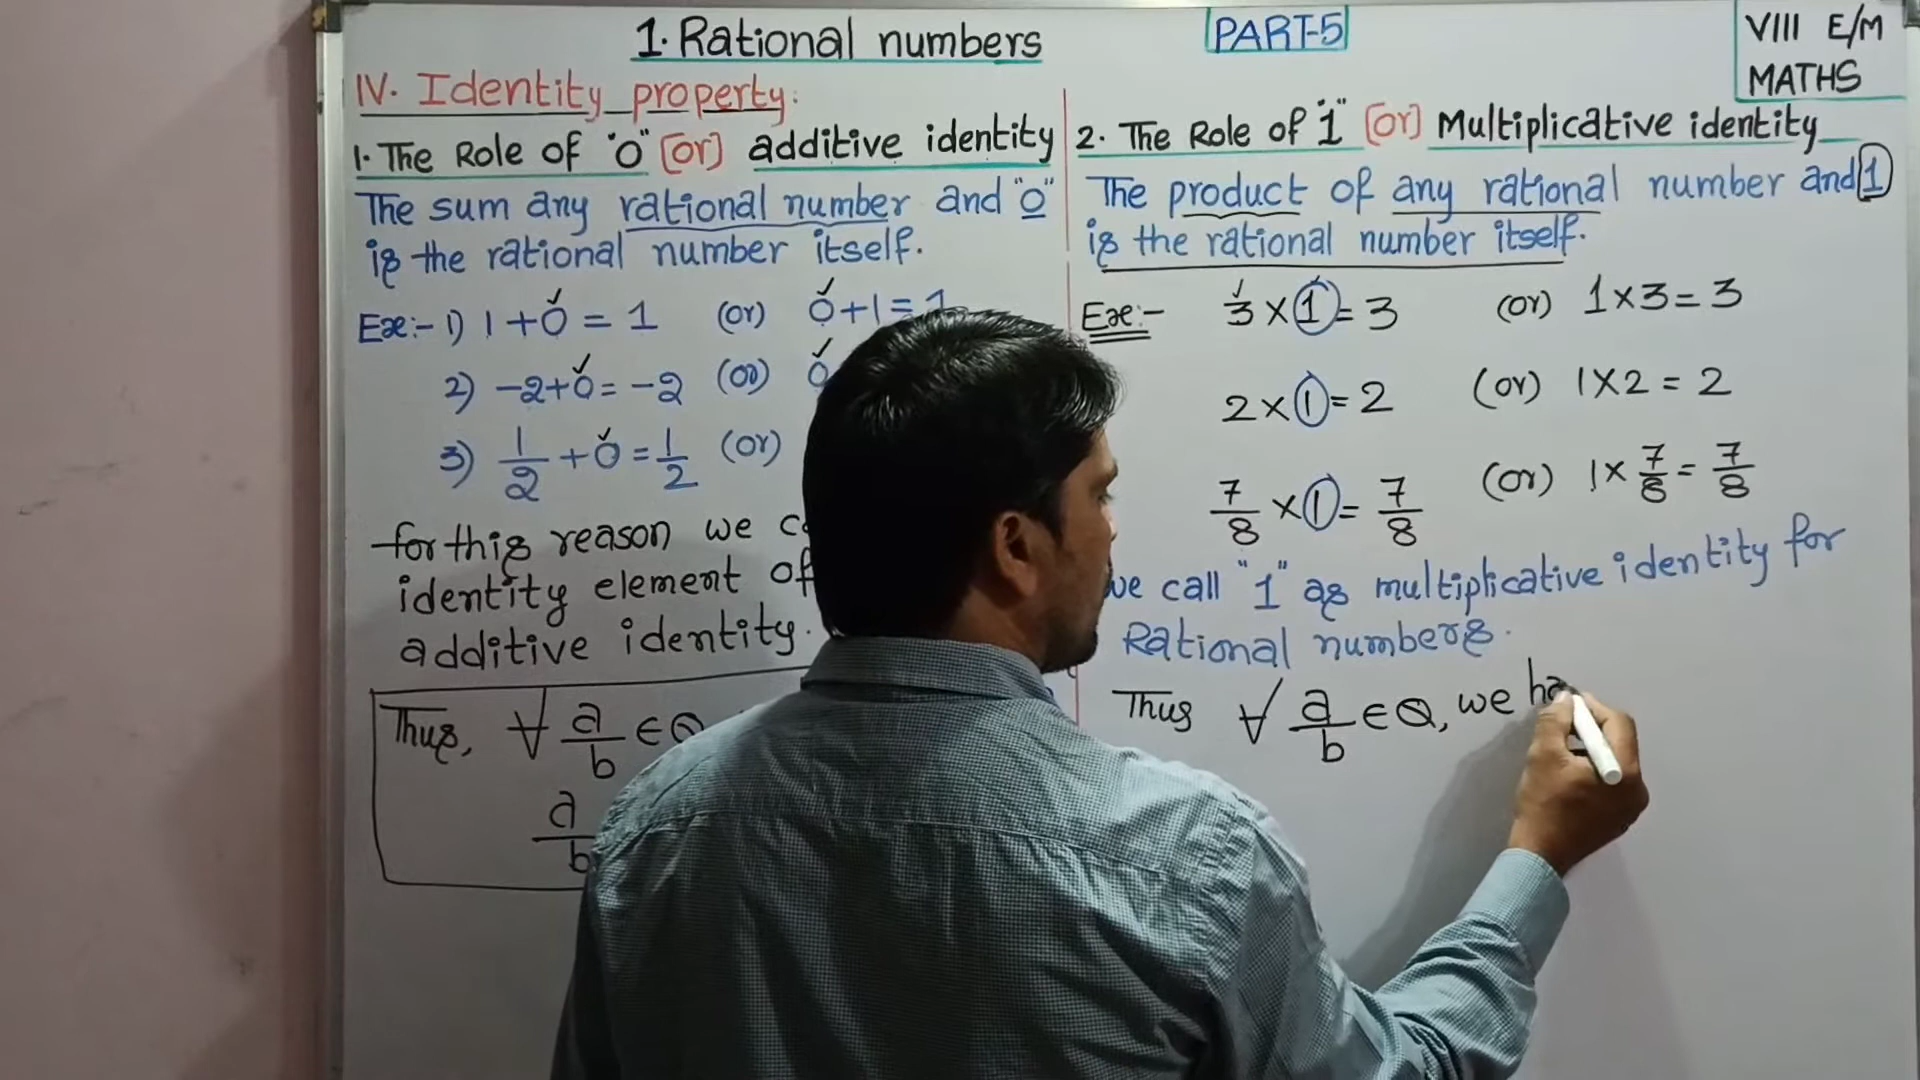 1. Rational numbers
PART-5
VIII E/M
MATHS
IV. Identity property.
1. The Role of "0" [or] additive identity
The sum any rational number and "0"
is the rational number itself.
Ex:- 1) 1 + 0 = 1 (or) 0 + 1 = 1
2) -2 + 0 = -2 (or) 0
3) 1/2 + 0 = 1/2 (or)
for this reason we
identity element of
additive identity.
Thus, ∀ a/b ∈ Q
a/b
2. The Role of "1" [or] Multiplicative identity
The product of any rational number and 1
is the rational number itself.
Ex:- 3 × 1 = 3 (or) 1 × 3 = 3
2 × 1 = 2 (or) 1 × 2 = 2
7/8 × 1 = 7/8 (or) 1 × 7/8 = 7/8
we call "1" as multiplicative identity for
Rational numbers.
Thus ∀ a/b ∈ Q, we ha